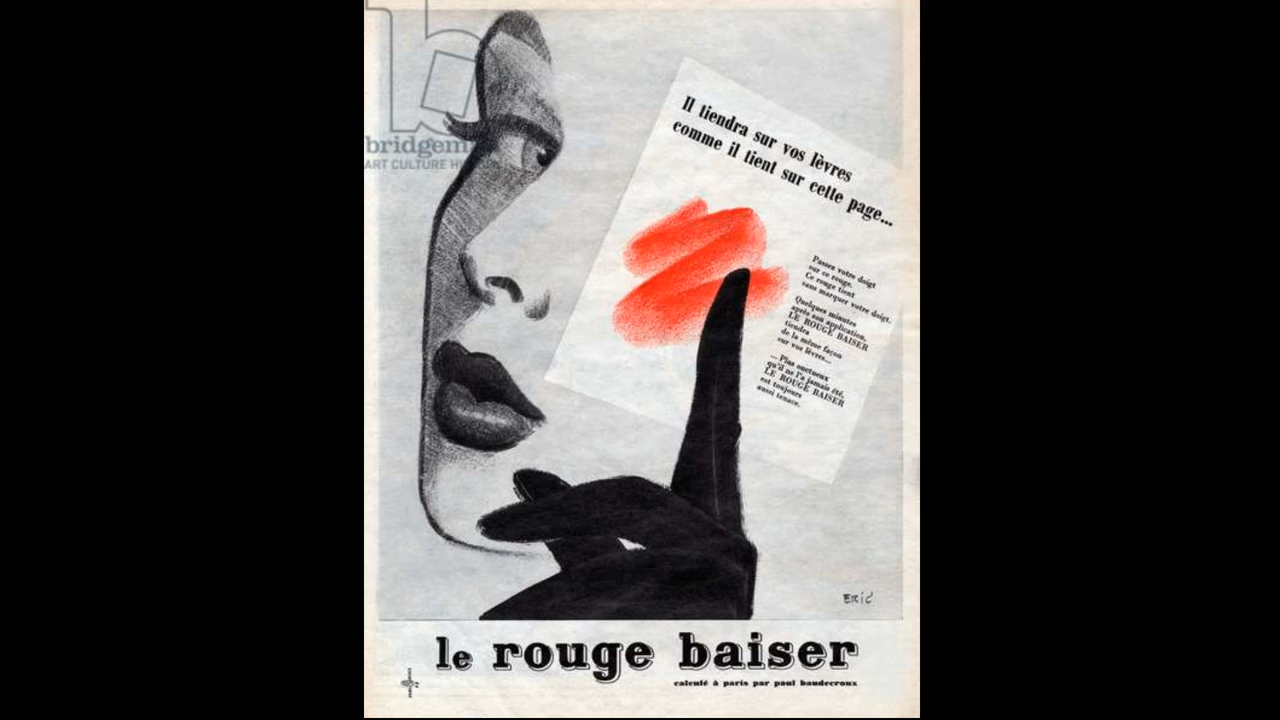 bridgem
ART CULTURE HI
Il tiendra sur vos lèvres
comme il tient sur cette page...
Passez votre doigt
sur ce rouge.
Ce rouge tient
sans marquer votre doigt.
Quelques minutes
après son application,
LE ROUGE BAISER
tiendra
de la même façon
sur vos lèvres...
— Plus onctueux
qu'il ne l'a jamais été,
LE ROUGE BAISER
est toujours
aussi tenace.
ERIC
le rouge baiser
calculé à paris par paul baudecroux